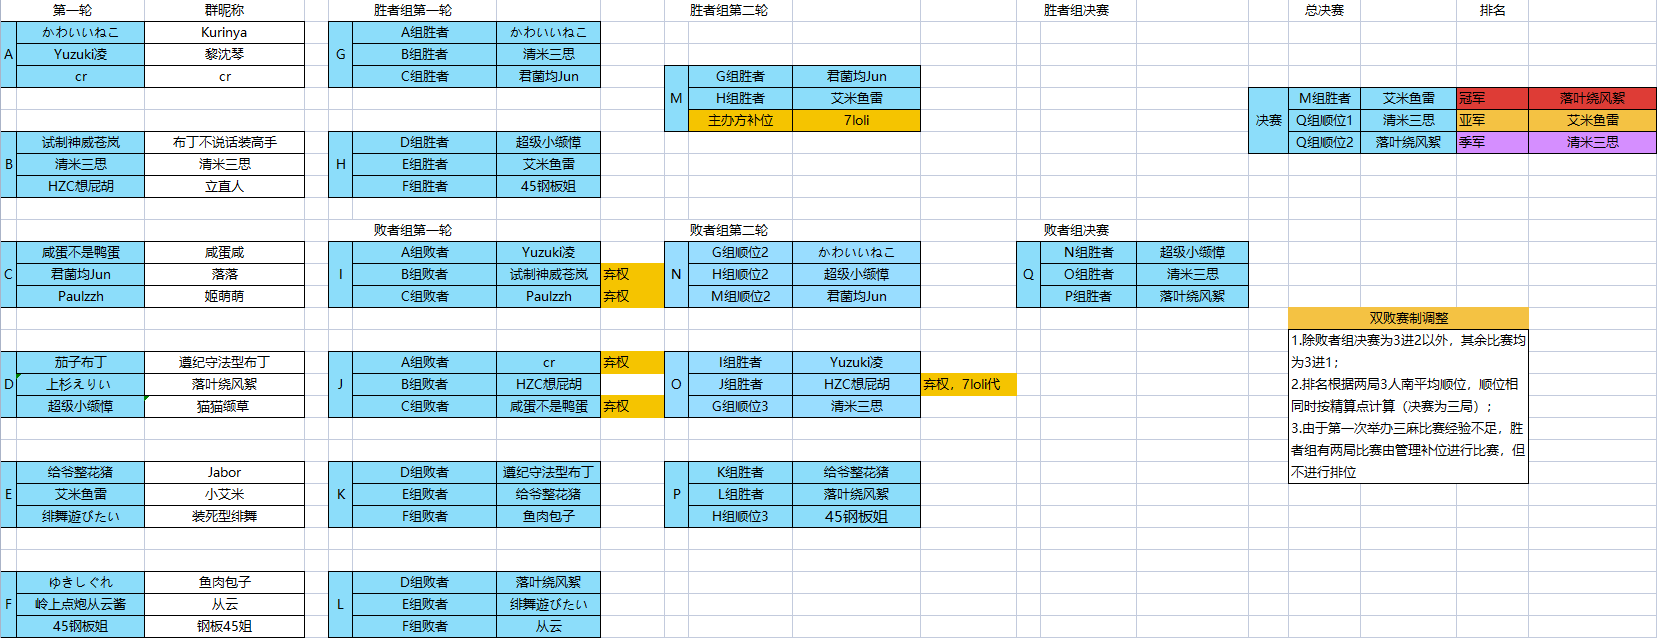 第一轮 群昵称 胜者组第一轮 胜者组第二轮 胜者组决赛 总决赛 排名
A かわいいねこ Kurinya G A组胜者 かわいいねこ
Yuzuki凌 黎沈琴 B组胜者 清米三思
cr cr C组胜者 君菌均Jun M G组胜者 君菌均Jun
H组胜者 艾米鱼雷 决赛 M组胜者 艾米鱼雷 冠军 落叶绕风絮
主办方补位 7loli Q组顺位1 清米三思 亚军 艾米鱼雷
B 试制神威苍岚 布丁不说话装高手 H D组胜者 超级小缬慞 Q组顺位2 落叶绕风絮 季军 清米三思
清米三思 清米三思 E组胜者 艾米鱼雷
HZC想屁胡 立直人 F组胜者 45钢板姐
败者组第一轮 败者组第二轮 败者组决赛
C 咸蛋不是鸭蛋 咸蛋咸 I A组败者 Yuzuki凌 N G组顺位2 かわいいねこ Q N组胜者 超级小缬慞
君菌均Jun 落落 B组败者 试制神威苍岚 弃权 H组顺位2 超级小缬慞 O组胜者 清米三思
Paulzzh 姬萌萌 C组败者 Paulzzh 弃权 M组顺位2 君菌均Jun P组胜者 落叶绕风絮
双败赛制调整
1.除败者组决赛为3进2以外，其余比赛均
为3进1；
D 茄子布丁 遵纪守法型布丁 J A组败者 cr 弃权 O I组胜者 Yuzuki凌
上杉えりい 落叶绕风絮 B组败者 HZC想屁胡 J组胜者 HZC想屁胡 弃权，7loli代
2.排名根据两局3人南平均顺位，顺位相
超级小缬慞 猫猫缬草 C组败者 咸蛋不是鸭蛋 弃权 G组顺位3 清米三思
同时按精算点计算（决赛为三局）；
3.由于第一次举办三麻比赛经验不足，胜
者组有两局比赛由管理补位进行比赛，但
不进行排位
E 给爷整花猪 Jabor K D组败者 遵纪守法型布丁 P K组胜者 给爷整花猪
艾米鱼雷 小艾米 E组败者 给爷整花猪 L组胜者 落叶绕风絮
绯舞遊びたい 装死型绯舞 F组败者 鱼肉包子 H组顺位3 45钢板姐
F ゆきしぐれ 鱼肉包子 L D组败者 落叶绕风絮
岭上点炮从云酱 从云 E组败者 绯舞遊びたい
45钢板姐 钢板45姐 F组败者 从云